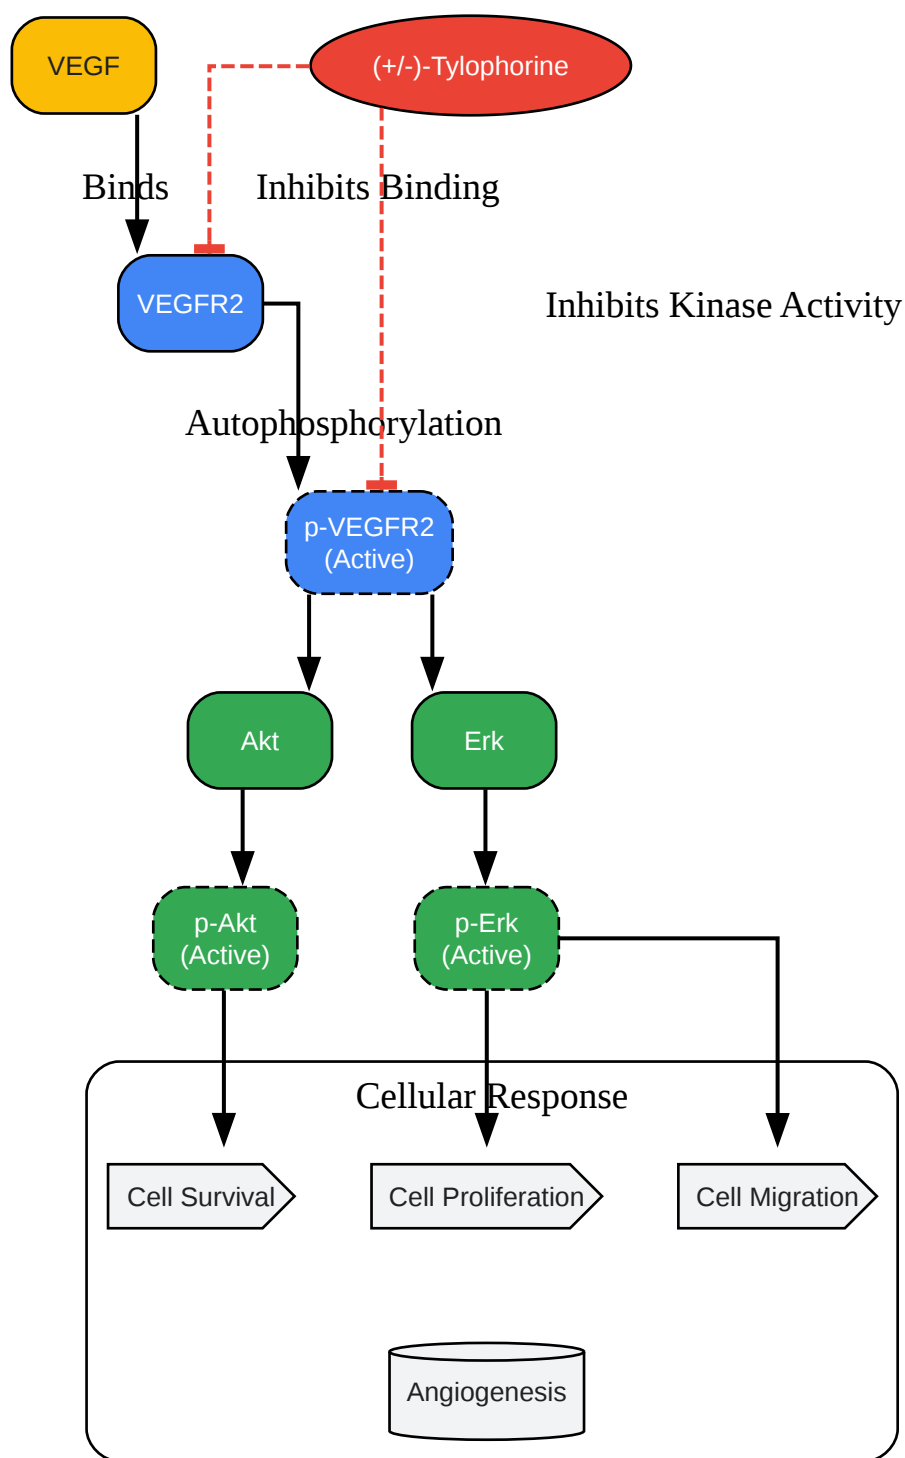 VEGF
(+/-)-Tylophorine
Binds
Inhibits Binding
VEGFR2
Inhibits Kinase Activity
Autophosphorylation
p-VEGFR2
(Active)
Akt
Erk
p-Akt
(Active)
p-Erk
(Active)
Cellular Response
Cell Survival
Cell Proliferation
Cell Migration
Angiogenesis